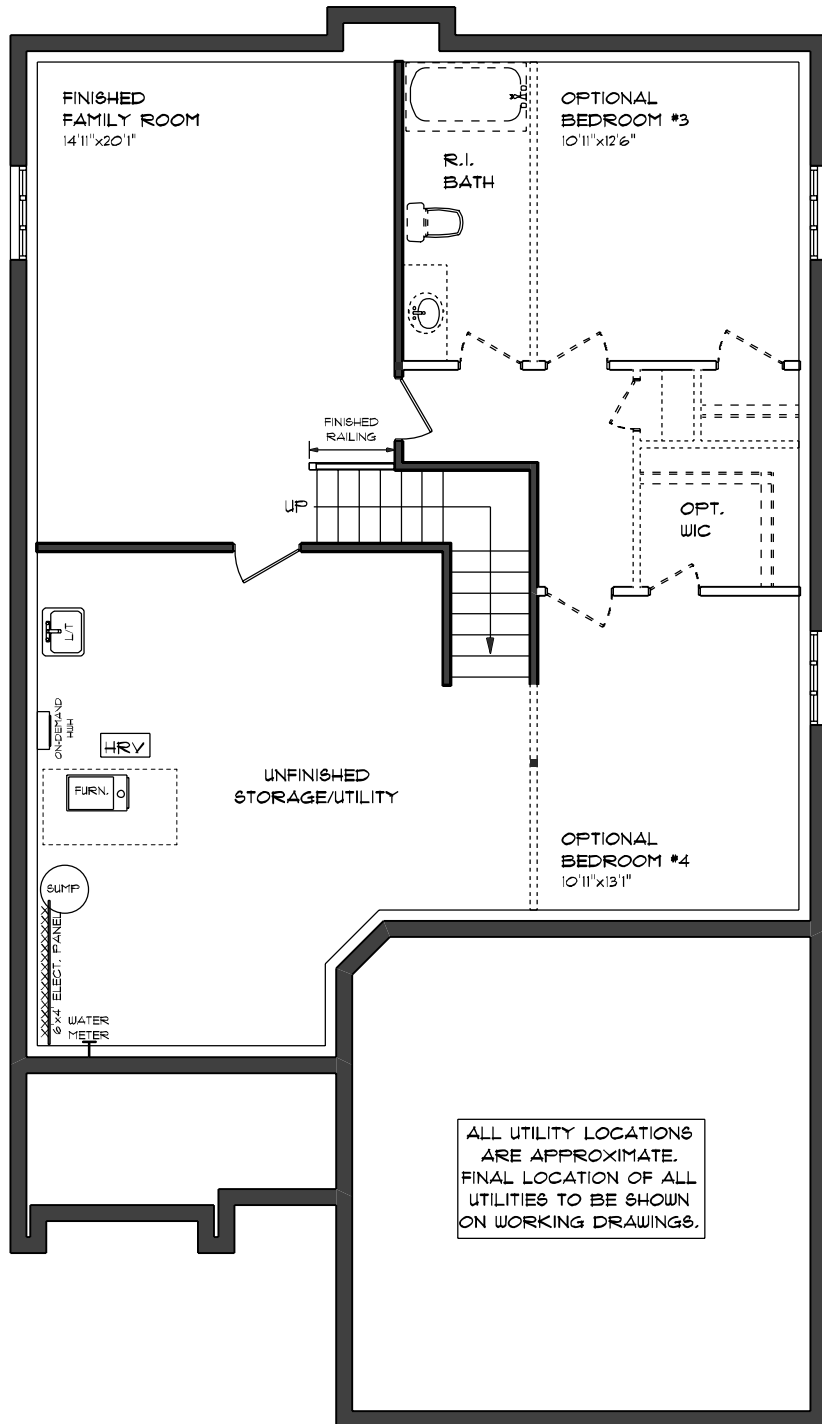 FINISHED
FAMILY ROOM
14'11"x20'1"
OPTIONAL
BEDROOM #3
10'11"x12'6"
R.I.
BATH
FINISHED
RAILING
UP
OPT.
WIC
L/T
ON-DEMAND
HWH
HRV
FURN.
UNFINISHED
STORAGE/UTILITY
OPTIONAL
BEDROOM #4
10'11"x13'1"
SUMP
6'x4' ELECT. PANEL
WATER
METER
ALL UTILITY LOCATIONS
ARE APPROXIMATE.
FINAL LOCATION OF ALL
UTILITIES TO BE SHOWN
ON WORKING DRAWINGS.